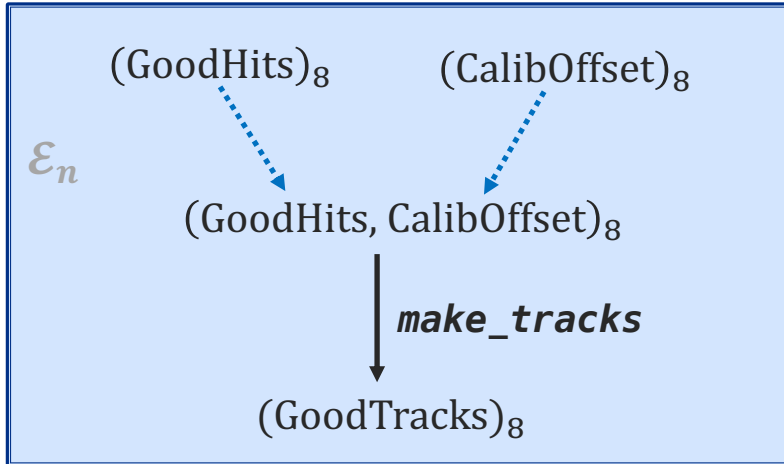 (GoodHits)₈ (CalibOffset)₈
ℰₙ
(GoodHits, CalibOffset)₈
make_tracks
(GoodTracks)₈